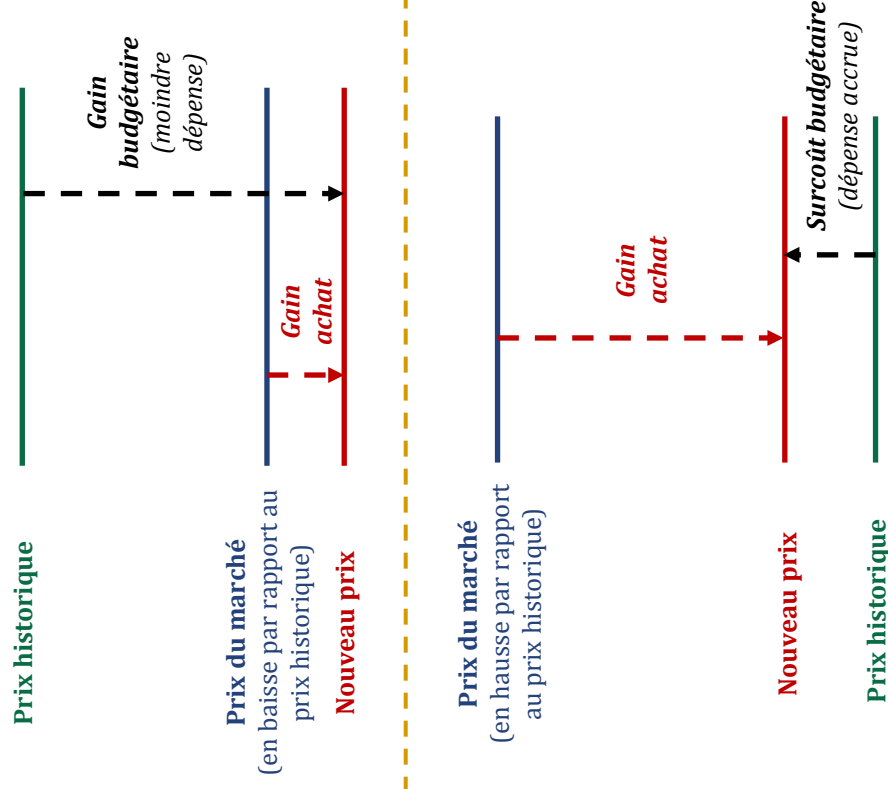 Prix historique
Gain
budgétaire
(moindre
dépense)
Prix du marché
(en baisse par rapport au
prix historique)
Gain
achat
Nouveau prix
Prix du marché
(en hausse par rapport
au prix historique)
Gain
achat
Nouveau prix
Surcoût budgétaire
(dépense accrue)
Prix historique